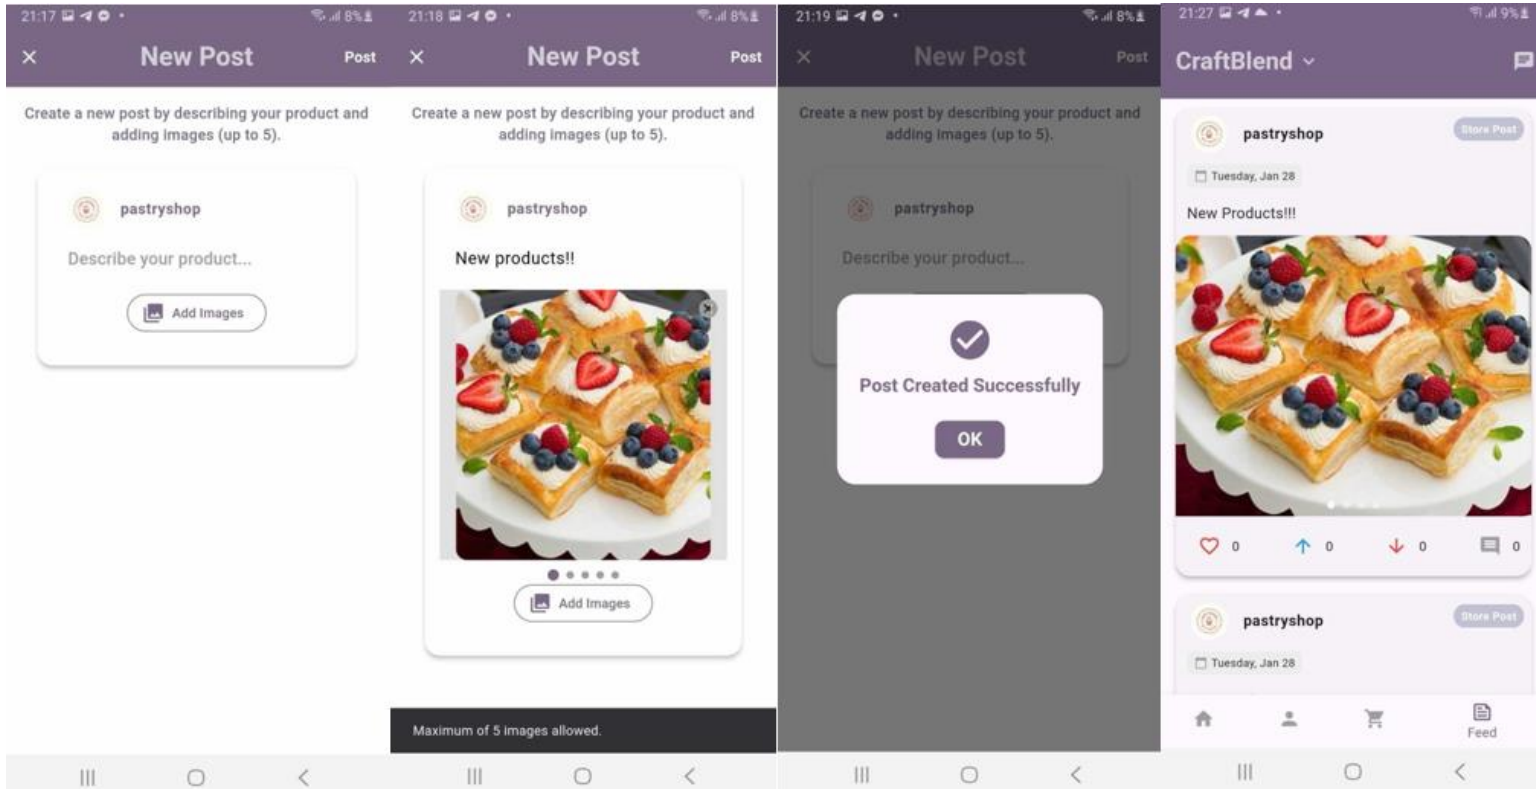 21:17
8%
New Post
Post
Create a new post by describing your product and
adding images (up to 5).
pastryshop
Describe your product...
Add Images
21:18
8%
New Post
Post
Create a new post by describing your product and
adding images (up to 5).
pastryshop
New products!!
Add Images
Maximum of 5 images allowed.
21:19
8%
New Post
Post
Create a new post by describing your product and
adding images (up to 5).
pastryshop
Describe your product...
Post Created Successfully
OK
21:27
9%
CraftBlend
pastryshop
Store Post
Tuesday, Jan 28
New Products!!!
0
0
0
0
pastryshop
Store Post
Tuesday, Jan 28
Feed